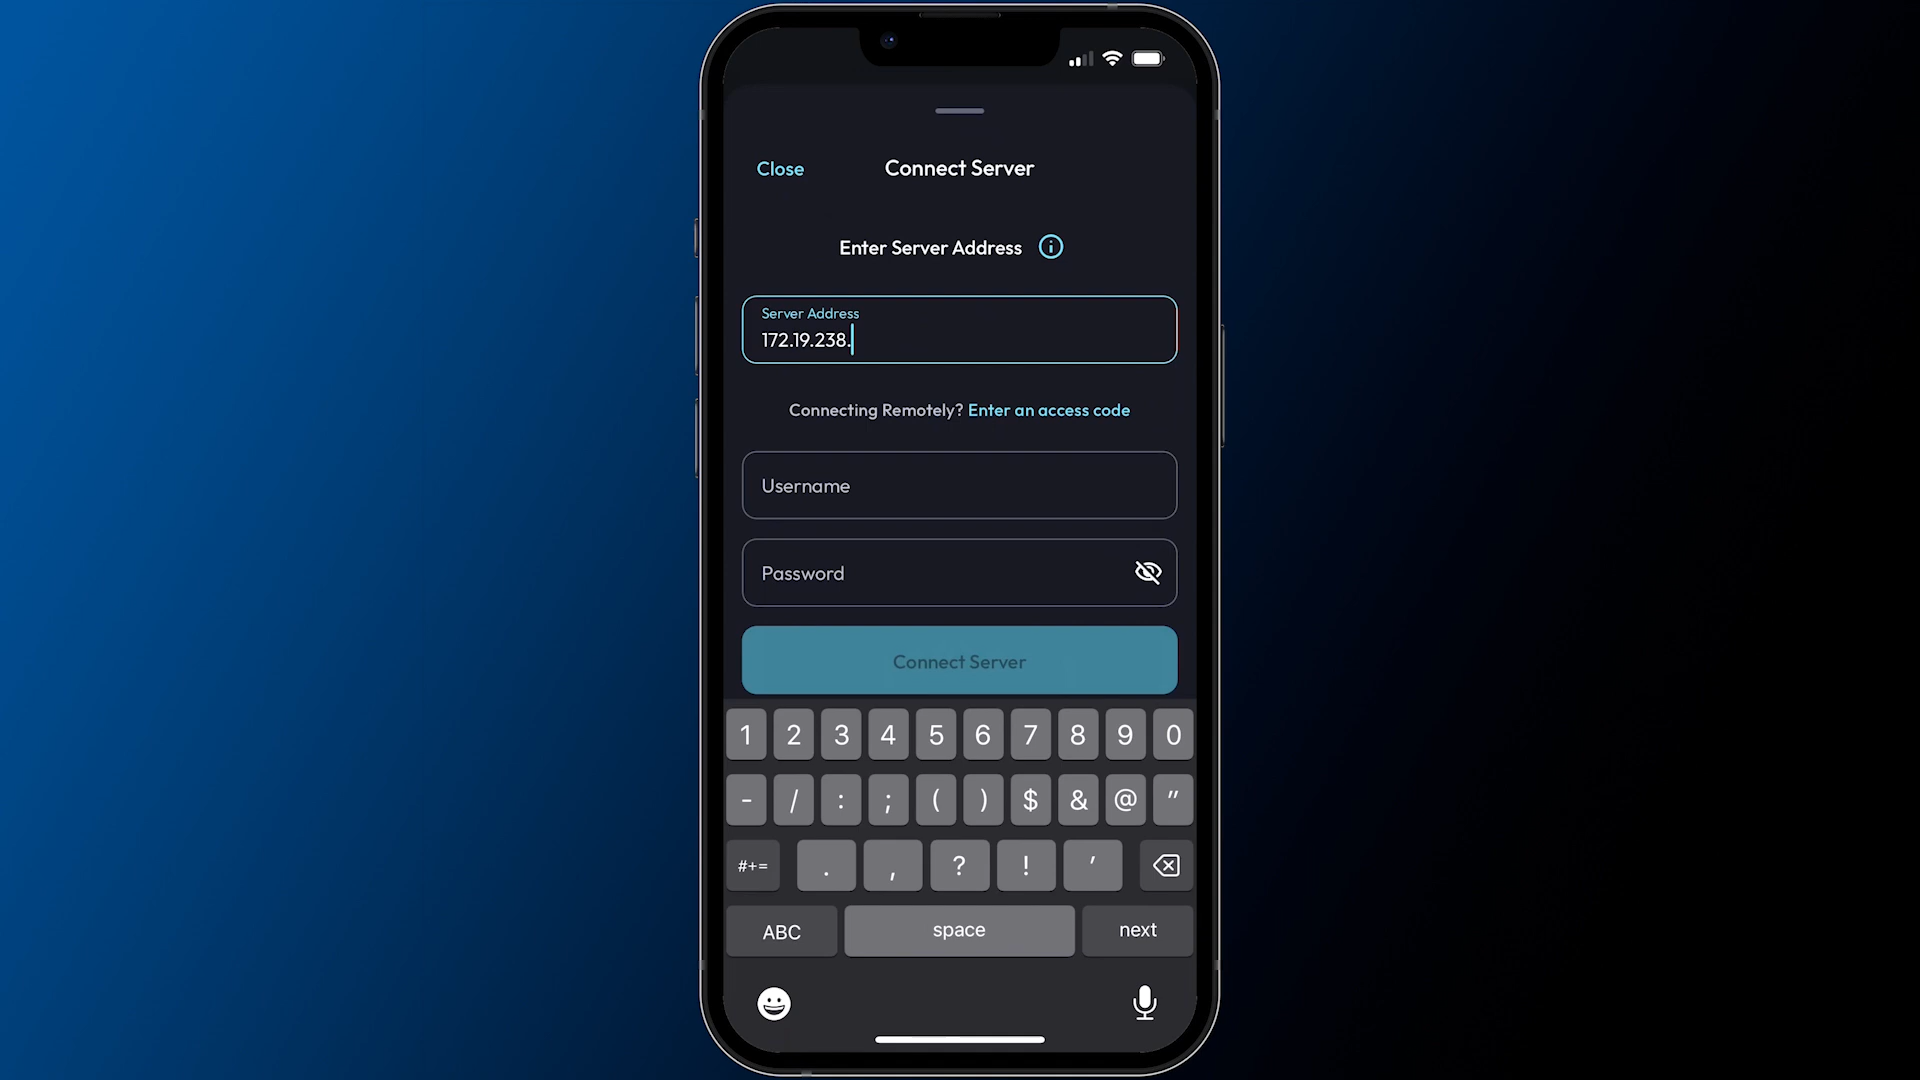 Close Connect Server
Enter Server Address
Server Address
172.19.238.
Connecting Remotely? Enter an access code
Username
Password
Connect Server
1 2 3 4 5 6 7 8 9 0
- / : ; ( ) $ & @ "
#+= . , ? ! '
ABC space next